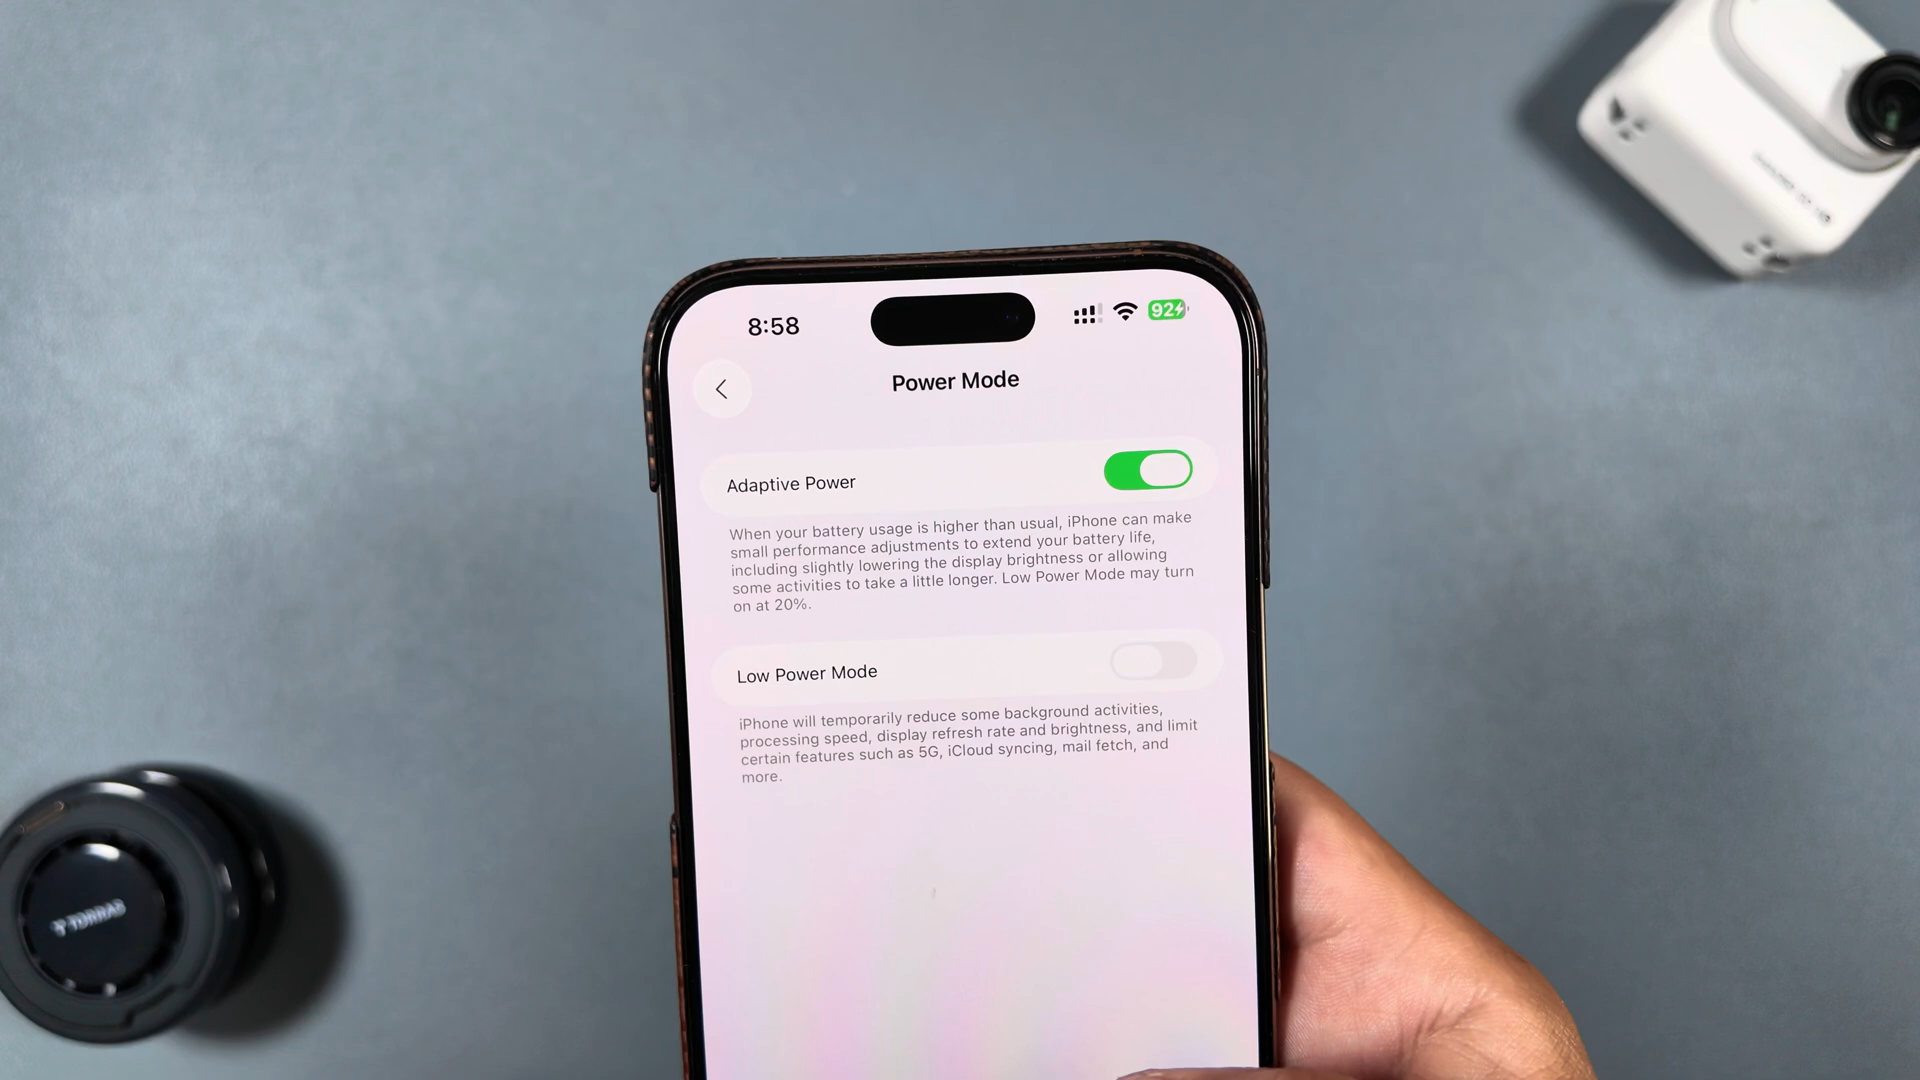 8:58
92
Power Mode
Adaptive Power
When your battery usage is higher than usual, iPhone can make
small performance adjustments to extend your battery life,
including slightly lowering the display brightness or allowing
some activities to take a little longer. Low Power Mode may turn
on at 20%.
Low Power Mode
iPhone will temporarily reduce some background activities,
processing speed, display refresh rate and brightness, and limit
certain features such as 5G, iCloud syncing, mail fetch, and
more.
TORRAS